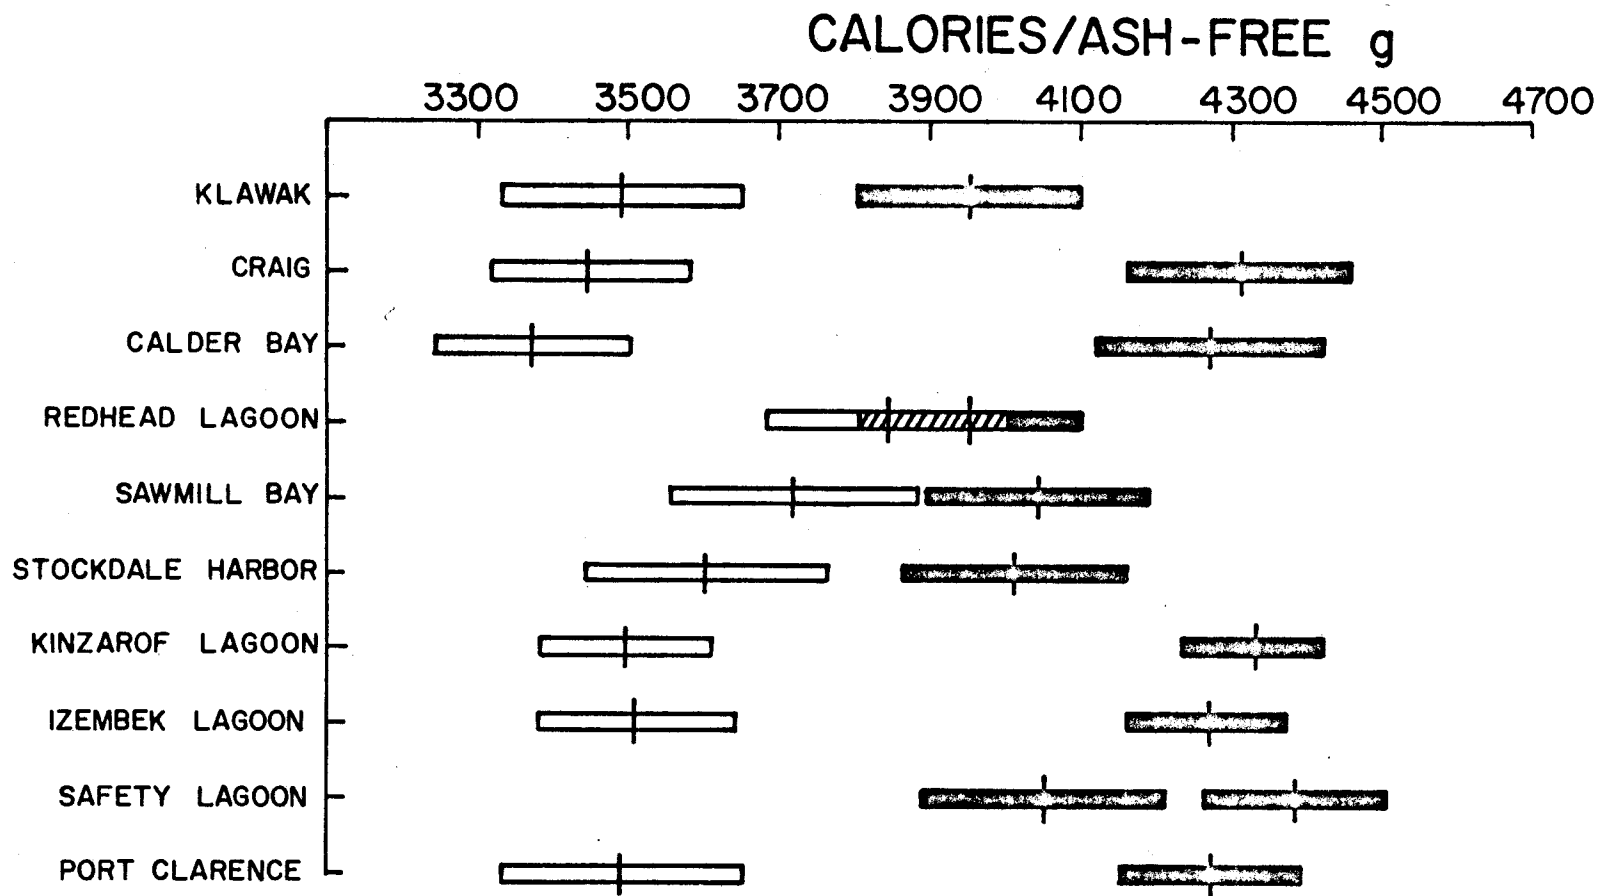 CALORIES/ASH-FREE g
3300 3500 3700 3900 4100 4300 4500 4700
KLAWAK
CRAIG
CALDER BAY
REDHEAD LAGOON
SAWMILL BAY
STOCKDALE HARBOR
KINZAROF LAGOON
IZEMBEK LAGOON
SAFETY LAGOON
PORT CLARENCE